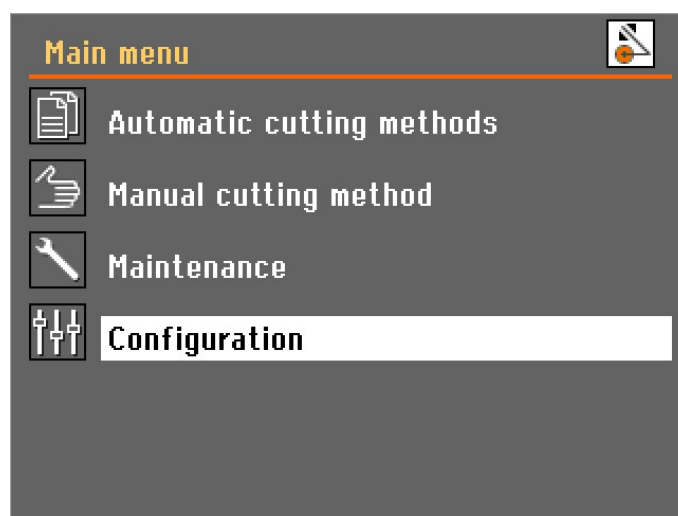 Main menu
Automatic cutting methods
Manual cutting method
Maintenance
Configuration